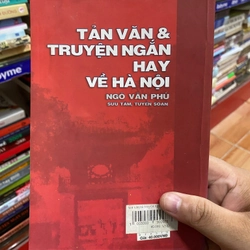 TẢN VĂN &
TRUYỆN NGẮN
HAY
VỀ HÀ NỘI
NGÔ VĂN PHÚ
SƯU TẦM, TUYỂN SOẠN